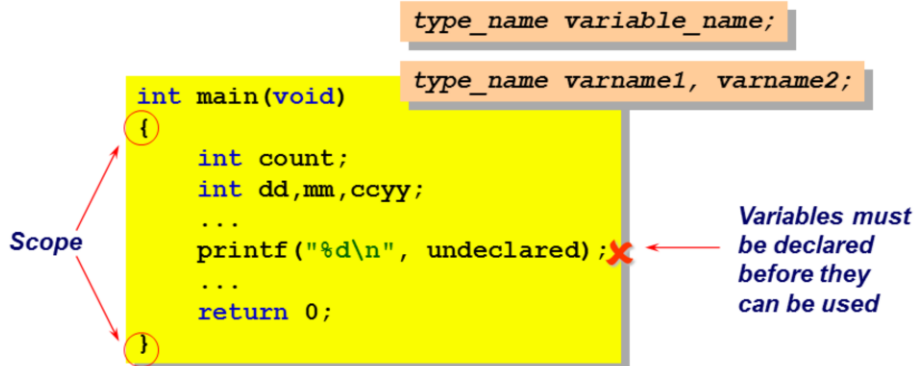 type_name variable_name;
type_name varname1, varname2;
int main(void)
{
int count;
int dd,mm,ccyy;
...
printf("%d\n", undeclared);
...
return 0;
}
Scope
Variables must
be declared
before they
can be used